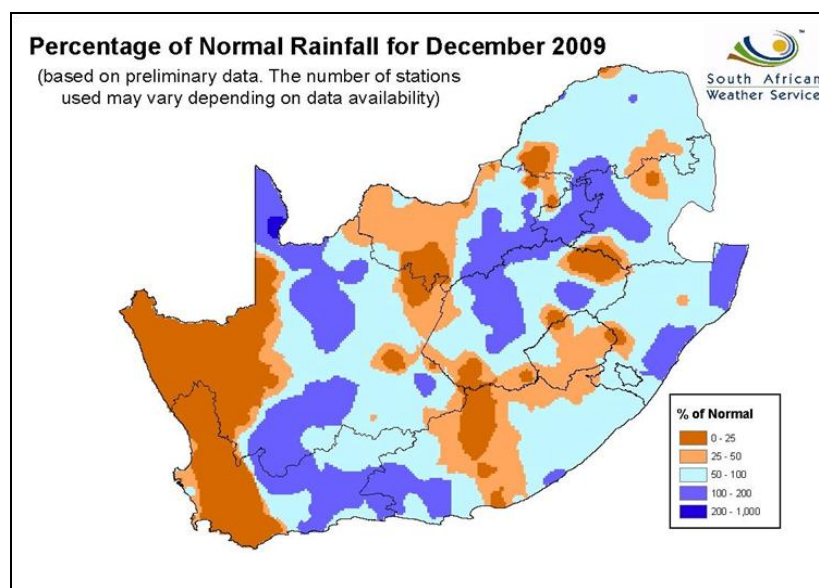 Percentage of Normal Rainfall for December 2009
(based on preliminary data. The number of stations
used may vary depending on data availability)
South African
Weather Service
% of Normal
0 - 25
25 - 50
50 - 100
100 - 200
200 - 1,000